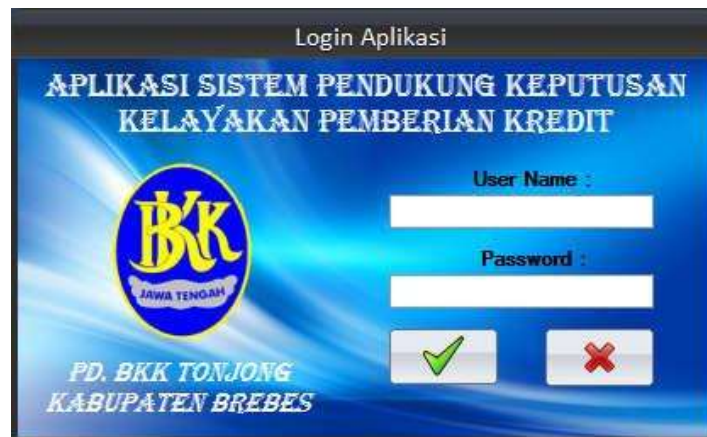 Login Aplikasi
APLIKASI SISTEM PENDUKUNG KEPUTUSAN
KELAYAKAN PEMBERIAN KREDIT
User Name :
BKK
JAWA TENGAH
Password :
PD. BKK TONJONG
KABUPATEN BREBES